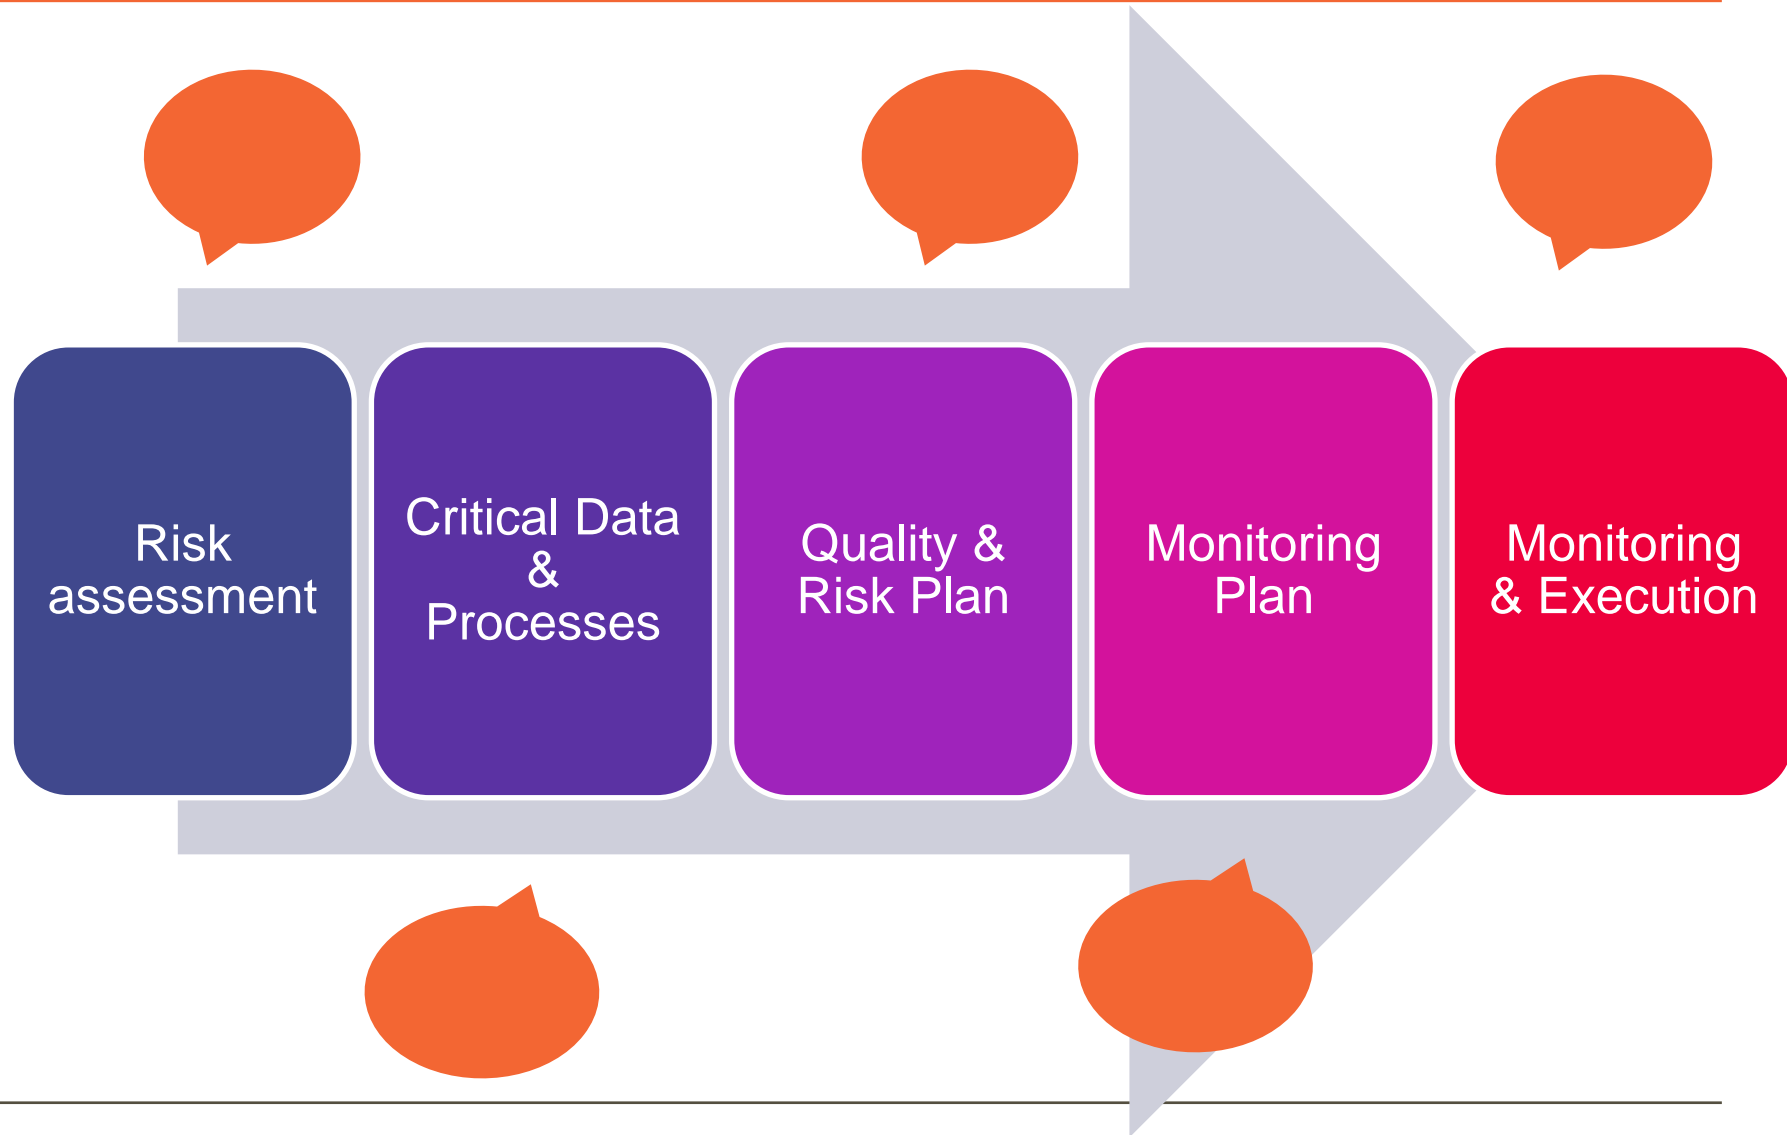 Risk
assessment
Critical Data
&
Processes
Quality &
Risk Plan
Monitoring
Plan
Monitoring
& Execution